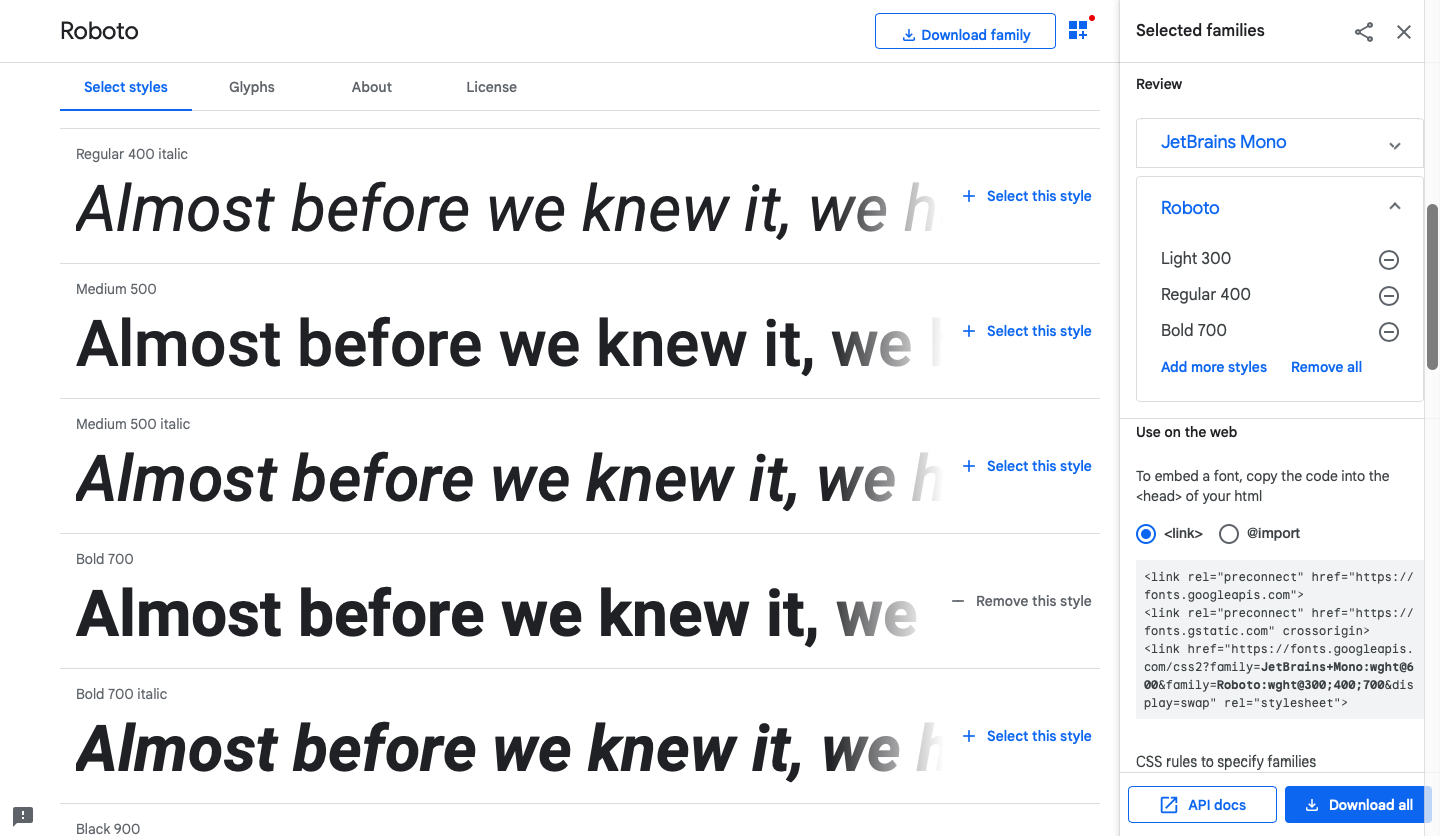 Roboto
Download family
Select styles
Glyphs
About
License
Regular 400 italic
Almost before we knew it, we h
Select this style
Medium 500
Almost before we knew it, we h
Select this style
Medium 500 italic
Almost before we knew it, we h
Select this style
Bold 700
Almost before we knew it, we
Remove this style
Bold 700 italic
Almost before we knew it, we h
Select this style
Black 900
Selected families
Review
JetBrains Mono
Roboto
Light 300
Regular 400
Bold 700
Add more styles
Remove all
Use on the web
To embed a font, copy the code into the
<head> of your html
<link>
@import
<link rel="preconnect" href="https://
fonts.googleapis.com">
<link rel="preconnect" href="https://
fonts.gstatic.com" crossorigin>
<link href="https://fonts.googleapis.
com/css2?family=JetBrains+Mono:wght@6
00&family=Roboto:wght@300;400;700&dis
play=swap" rel="stylesheet">
CSS rules to specify families
API docs
Download all